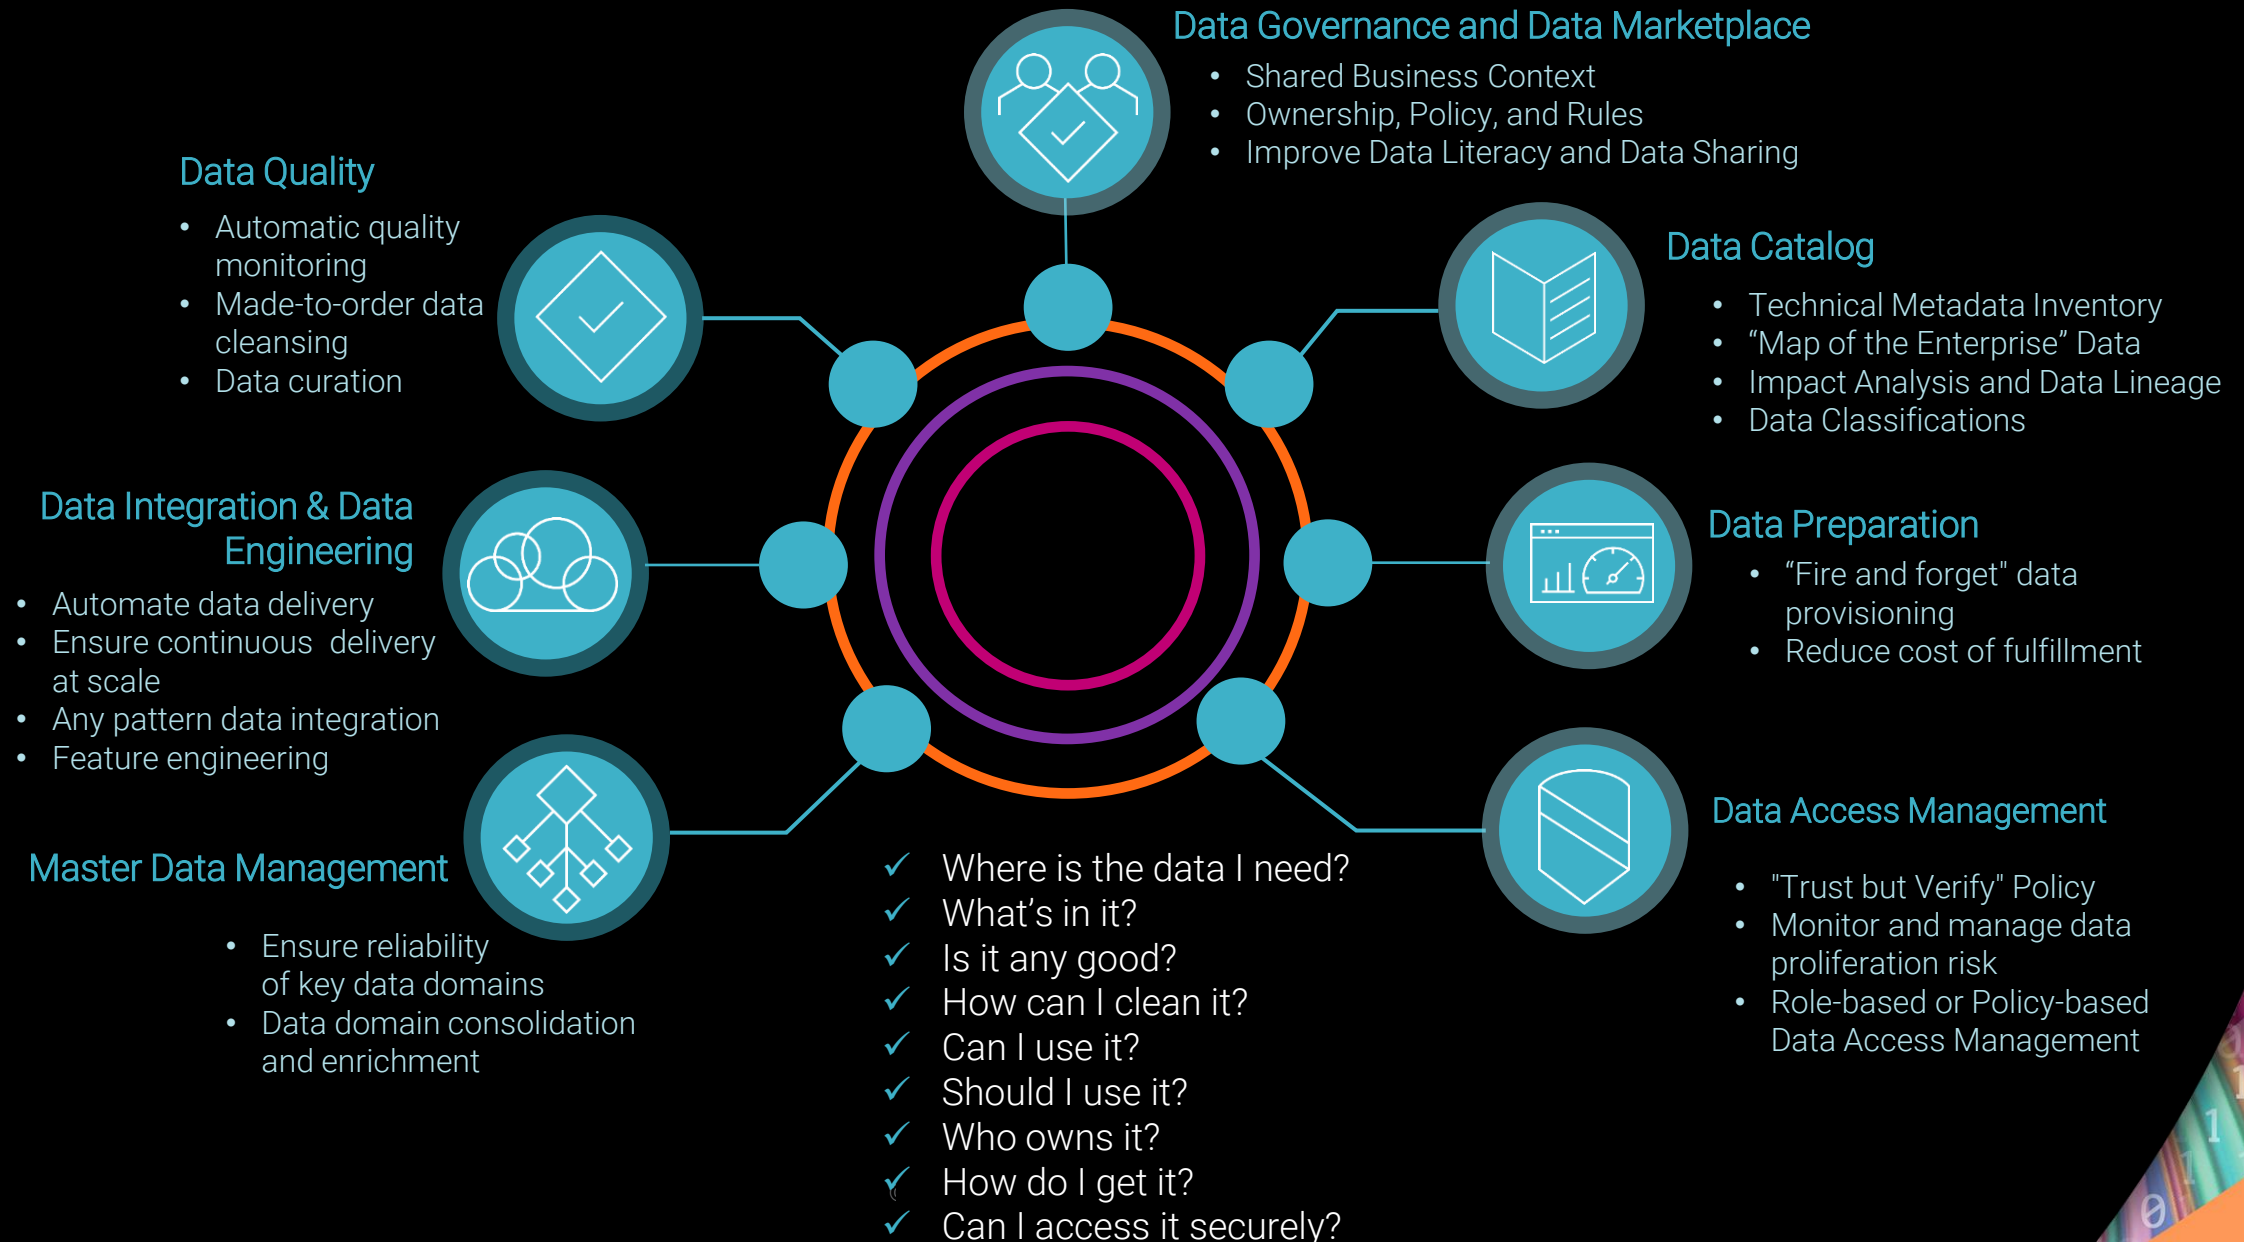 Data Governance and Data Marketplace
• Shared Business Context
• Ownership, Policy, and Rules
• Improve Data Literacy and Data Sharing
Data Quality
• Automatic quality
monitoring
• Made-to-order data
cleansing
• Data curation
Data Catalog
• Technical Metadata Inventory
• “Map of the Enterprise” Data
• Impact Analysis and Data Lineage
• Data Classifications
Data Integration & Data
Engineering
• Automate data delivery
• Ensure continuous delivery
at scale
• Any pattern data integration
• Feature engineering
Data Preparation
• “Fire and forget" data
provisioning
• Reduce cost of fulfillment
Master Data Management
• Ensure reliability
of key data domains
• Data domain consolidation
and enrichment
Data Access Management
• "Trust but Verify" Policy
• Monitor and manage data
proliferation risk
• Role-based or Policy-based
Data Access Management
✓ Where is the data I need?
✓ What’s in it?
✓ Is it any good?
✓ How can I clean it?
✓ Can I use it?
✓ Should I use it?
✓ Who owns it?
✓ How do I get it?
✓ Can I access it securely?